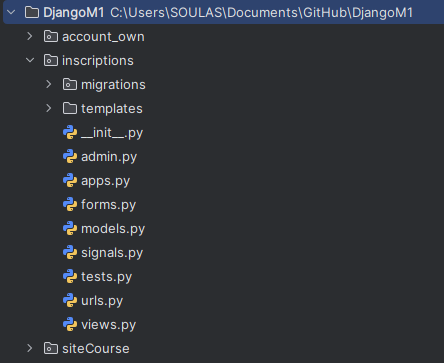 DjangoM1 C:\Users\SOULAS\Documents\GitHub\DjangoM1
account_own
inscriptions
migrations
templates
__init__.py
admin.py
apps.py
forms.py
models.py
signals.py
tests.py
urls.py
views.py
siteCourse